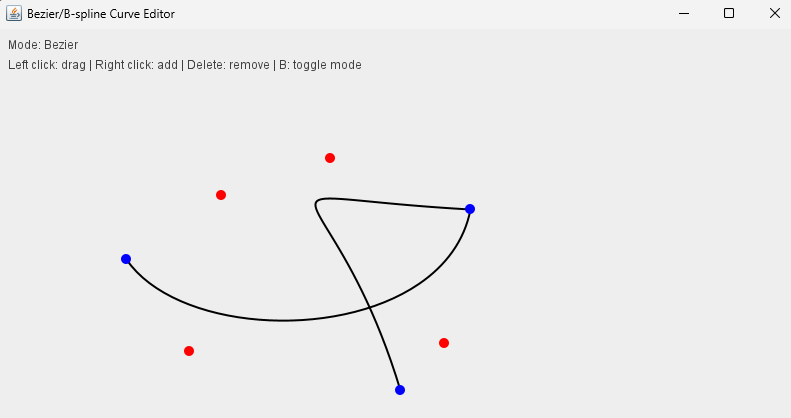 Bezier/B-spline Curve Editor
Mode: Bezier
Left click: drag | Right click: add | Delete: remove | B: toggle mode